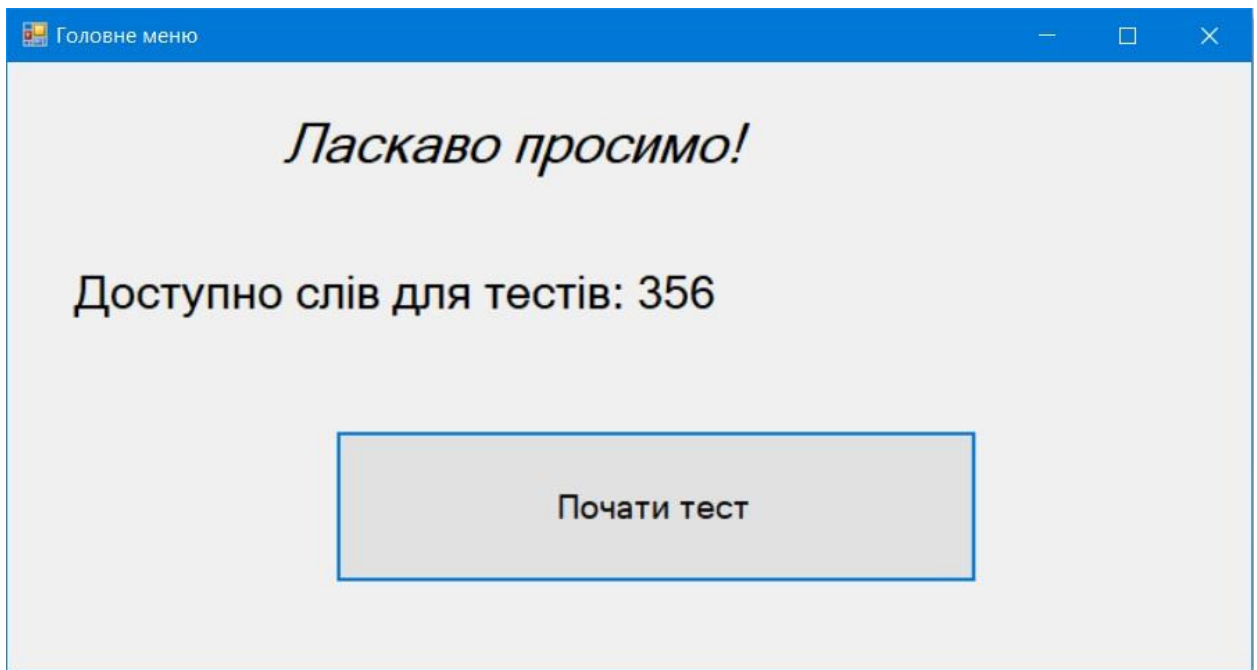 Головне меню
Ласкаво просимо!
Доступно слів для тестів: 356
Почати тест